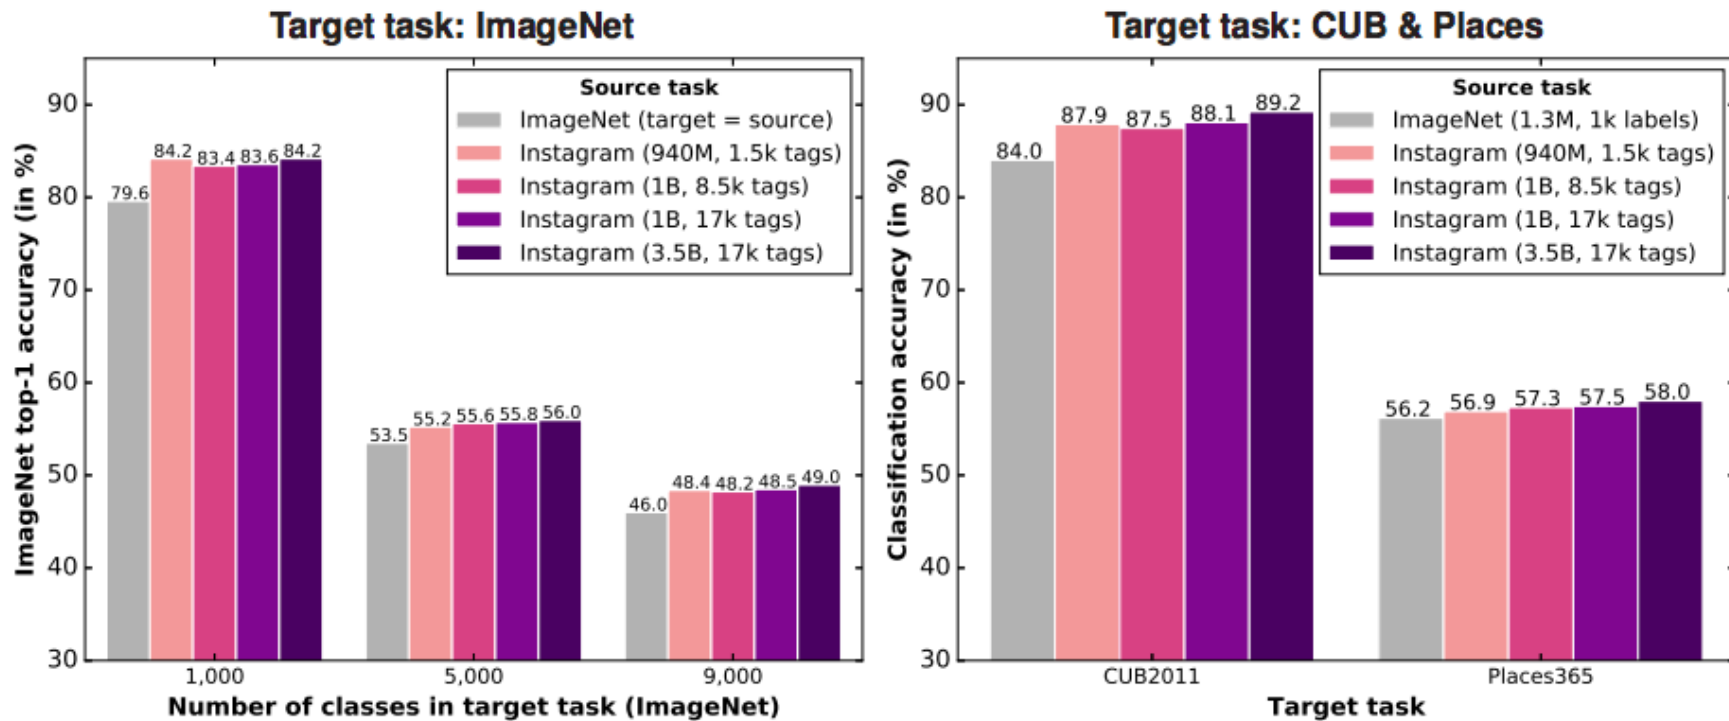 Target task: ImageNet
Source task
ImageNet (target = source)
Instagram (940M, 1.5k tags)
Instagram (1B, 8.5k tags)
Instagram (1B, 17k tags)
Instagram (3.5B, 17k tags)
ImageNet top-1 accuracy (in %)
90
80
70
60
50
40
30
79.6
84.2
83.4
83.6
84.2
53.5
55.2
55.6
55.8
56.0
46.0
48.4
48.2
48.5
49.0
1,000
5,000
9,000
Number of classes in target task (ImageNet)
Target task: CUB & Places
Source task
ImageNet (1.3M, 1k labels)
Instagram (940M, 1.5k tags)
Instagram (1B, 8.5k tags)
Instagram (1B, 17k tags)
Instagram (3.5B, 17k tags)
Classification accuracy (in %)
90
80
70
60
50
40
30
84.0
87.9
87.5
88.1
89.2
56.2
56.9
57.3
57.5
58.0
CUB2011
Places365
Target task